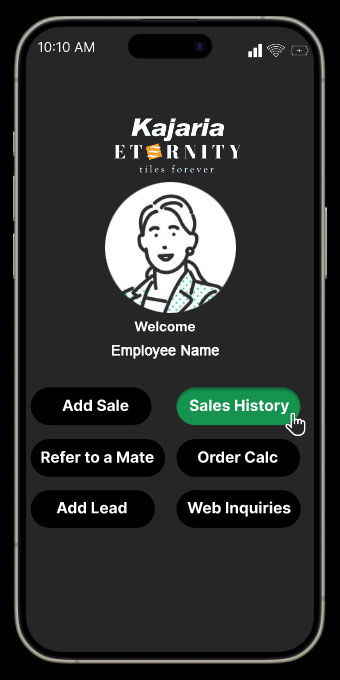 10:10 AM
Kajaria
ETERNITY
tiles forever
Welcome
Employee Name
Add Sale
Sales History
Refer to a Mate
Order Calc
Add Lead
Web Inquiries